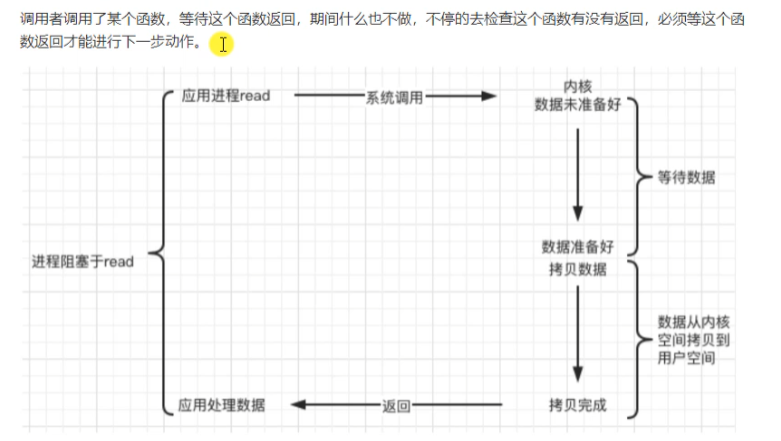 调用者调用了某个函数，等待这个函数返回，期间什么也不做，不停的去检查这个函数有没有返回，必须等这个函
数返回才能进行下一步动作。
应用进程read
系统调用
内核
数据未准备好
等待数据
数据准备好
拷贝数据
进程阻塞于read
数据从内核
空间拷贝到
用户空间
应用处理数据
返回
拷贝完成